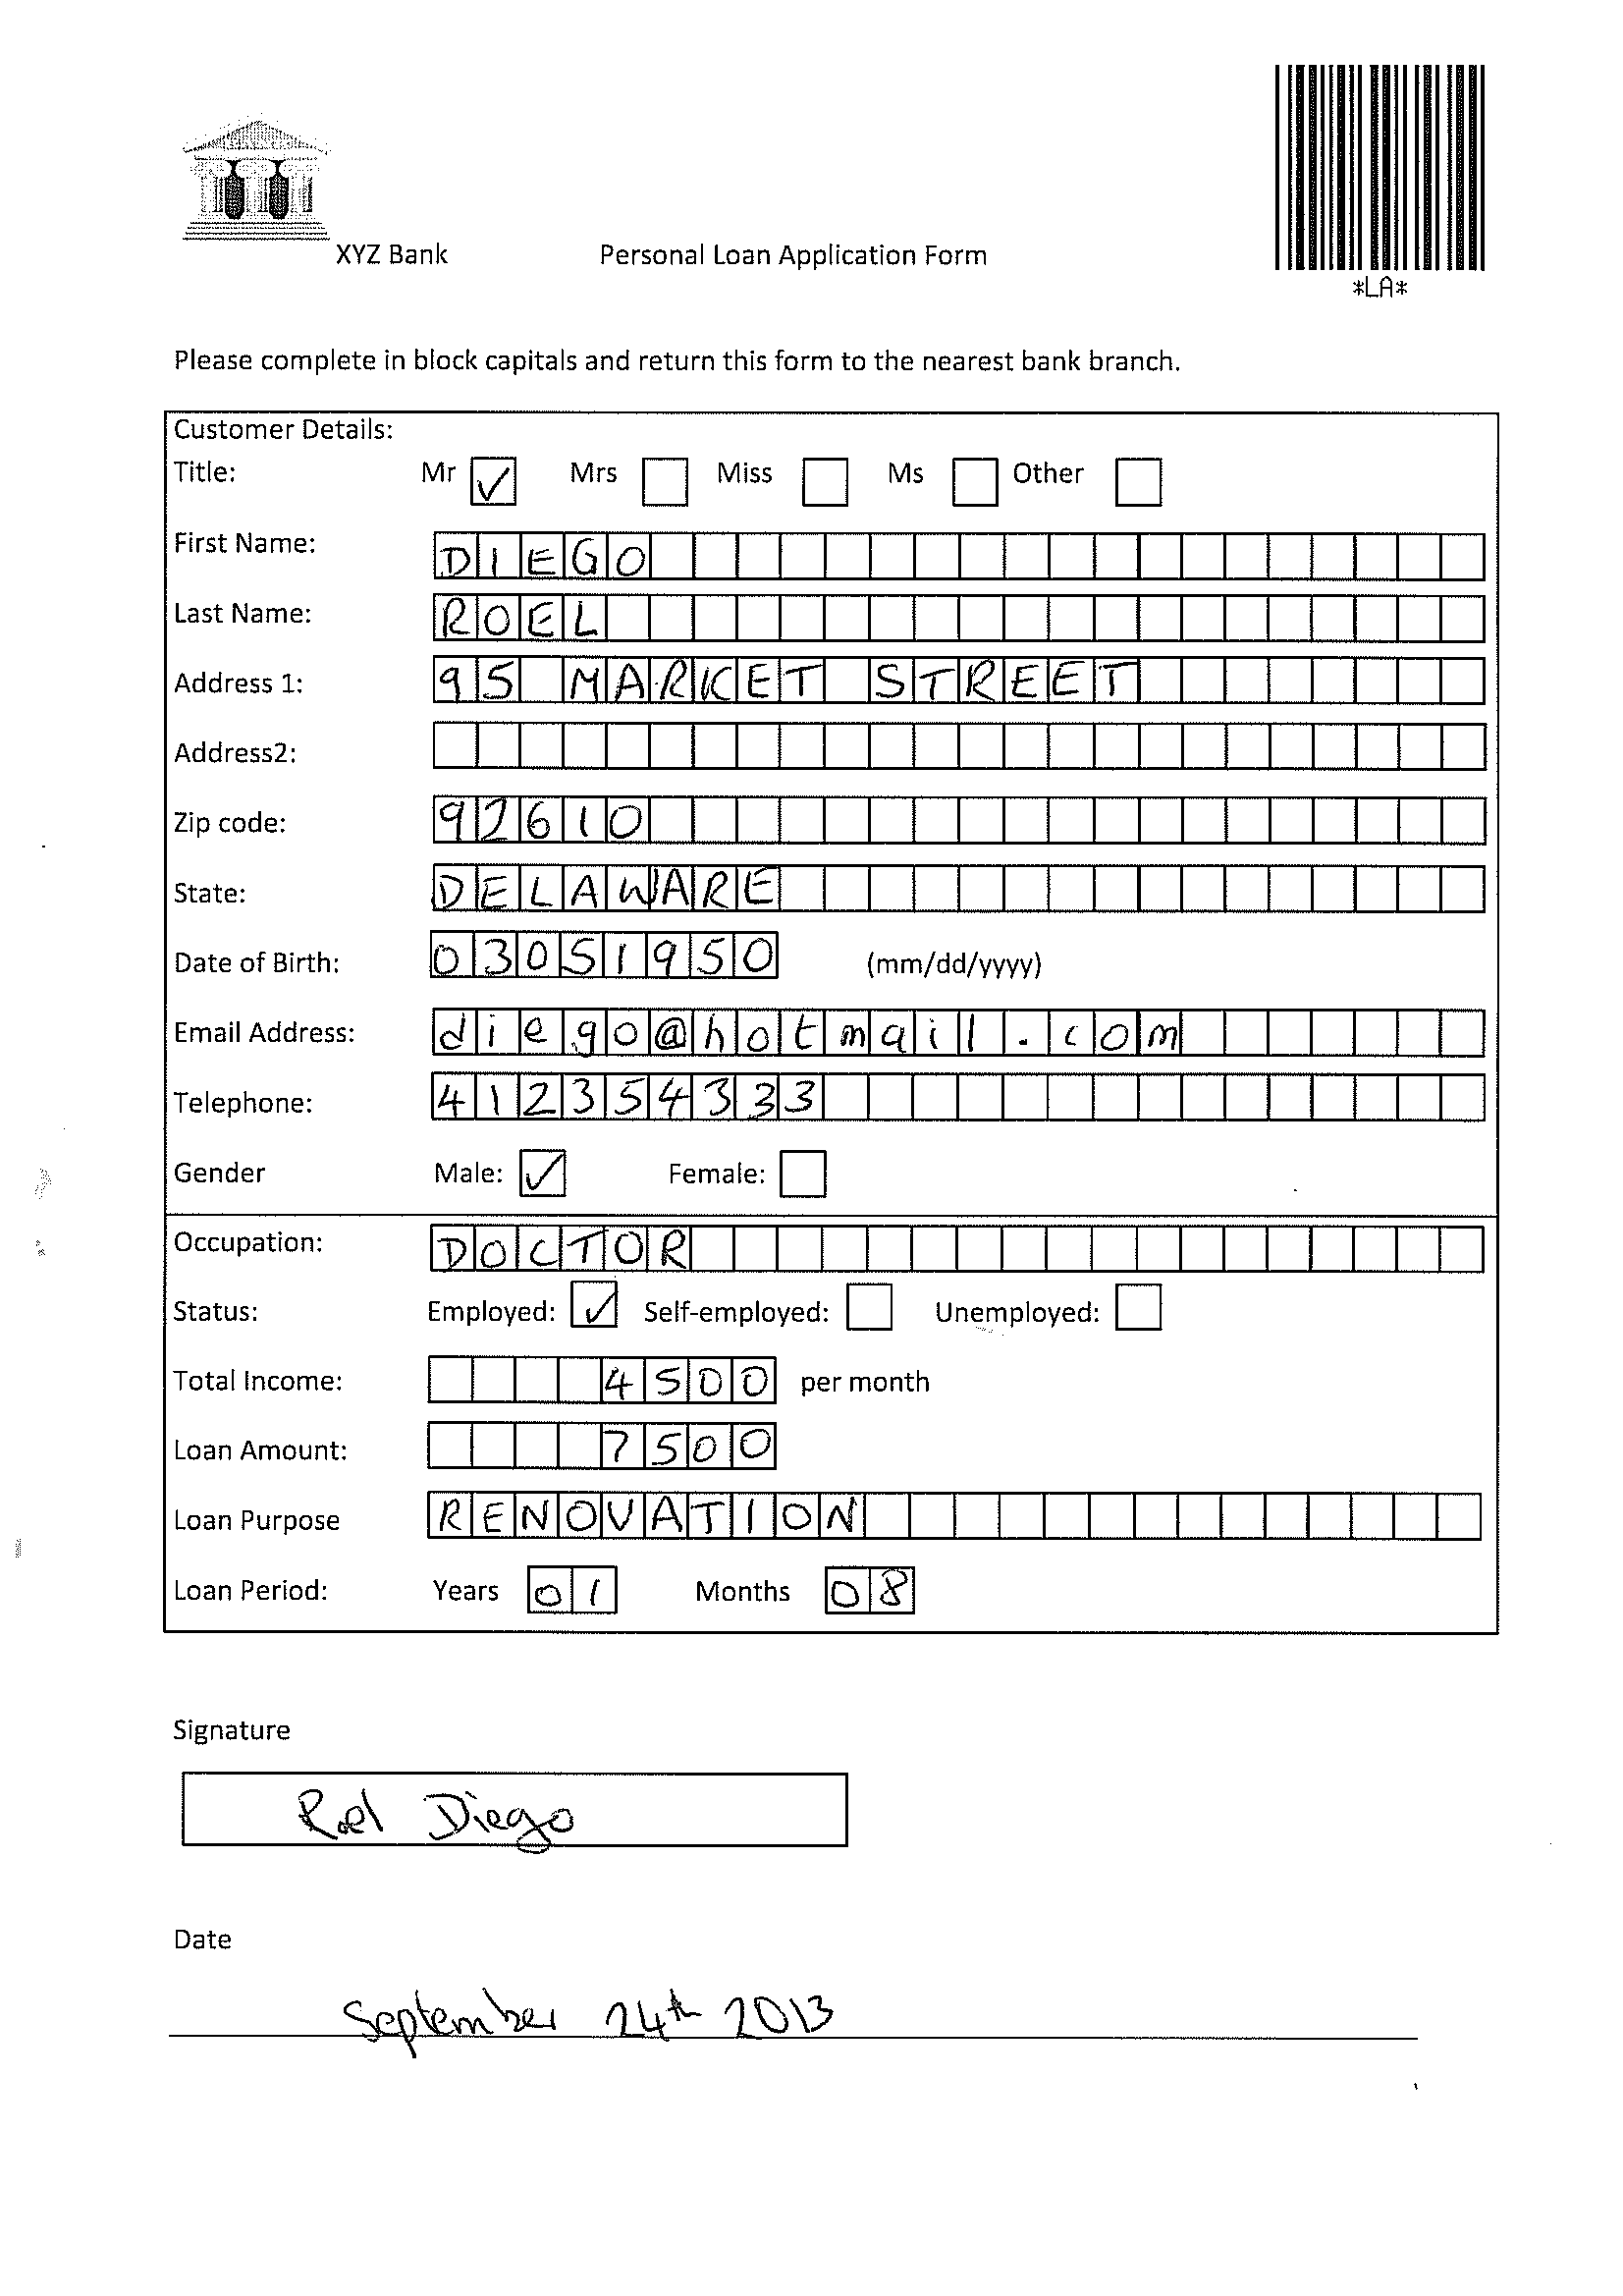 XYZ Bank Personal Loan Application Form
*LA*
Please complete in block capitals and return this form to the nearest bank branch.
Customer Details:
Title: Mr ✓ Mrs Miss Ms Other
First Name: DIEGO
Last Name: ROEL
Address 1: 95 MARKET STREET
Address2:
Zip code: 92610
State: DELAWARE
Date of Birth: 03051950 (mm/dd/yyyy)
Email Address: diego@hotmail.com
Telephone: 412354333
Gender Male: ✓ Female:
Occupation: DOCTOR
Status: Employed: ✓ Self-employed: Unemployed:
Total Income: 4500 per month
Loan Amount: 7500
Loan Purpose RENOVATION
Loan Period: Years 01 Months 08
Signature
Roel Diego
Date
September 24th 2013